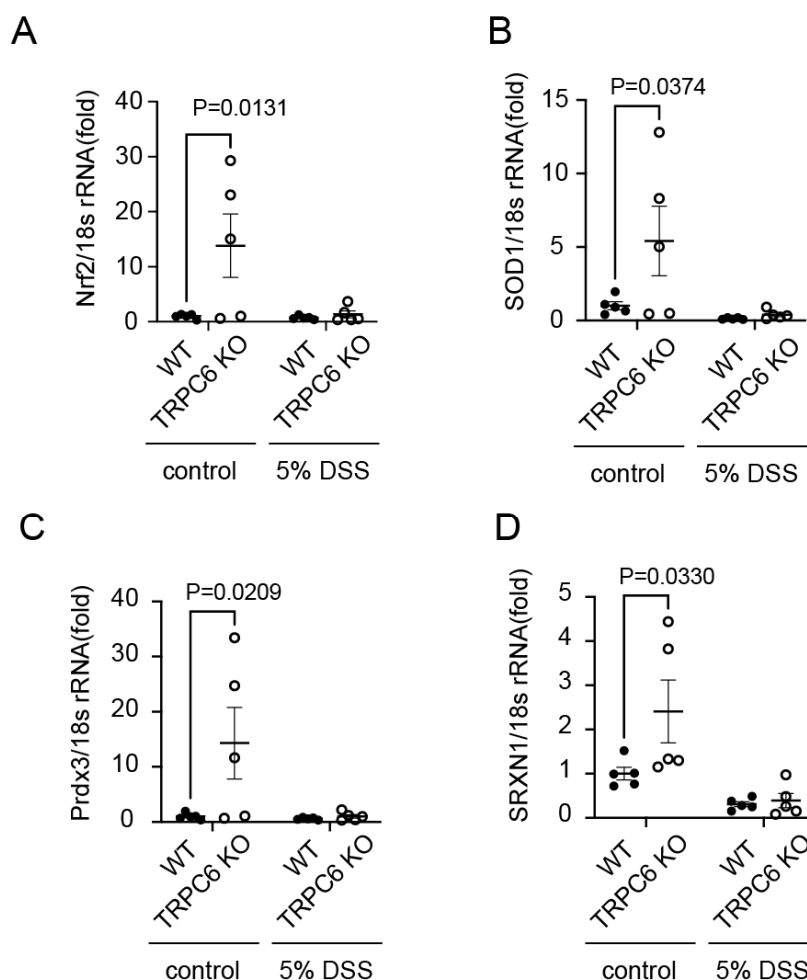 A
Nrf2/18s rRNA(fold)
P=0.0131
40
30
20
10
0
WT
TRPC6 KO
WT
TRPC6 KO
control
5% DSS
B
SOD1/18s rRNA(fold)
P=0.0374
15
10
5
0
WT
TRPC6 KO
WT
TRPC6 KO
control
5% DSS
C
Prdx3/18s rRNA(fold)
P=0.0209
40
30
20
10
0
WT
TRPC6 KO
WT
TRPC6 KO
control
5% DSS
D
SRXN1/18s rRNA(fold)
P=0.0330
5
4
3
2
1
0
WT
TRPC6 KO
WT
TRPC6 KO
control
5% DSS